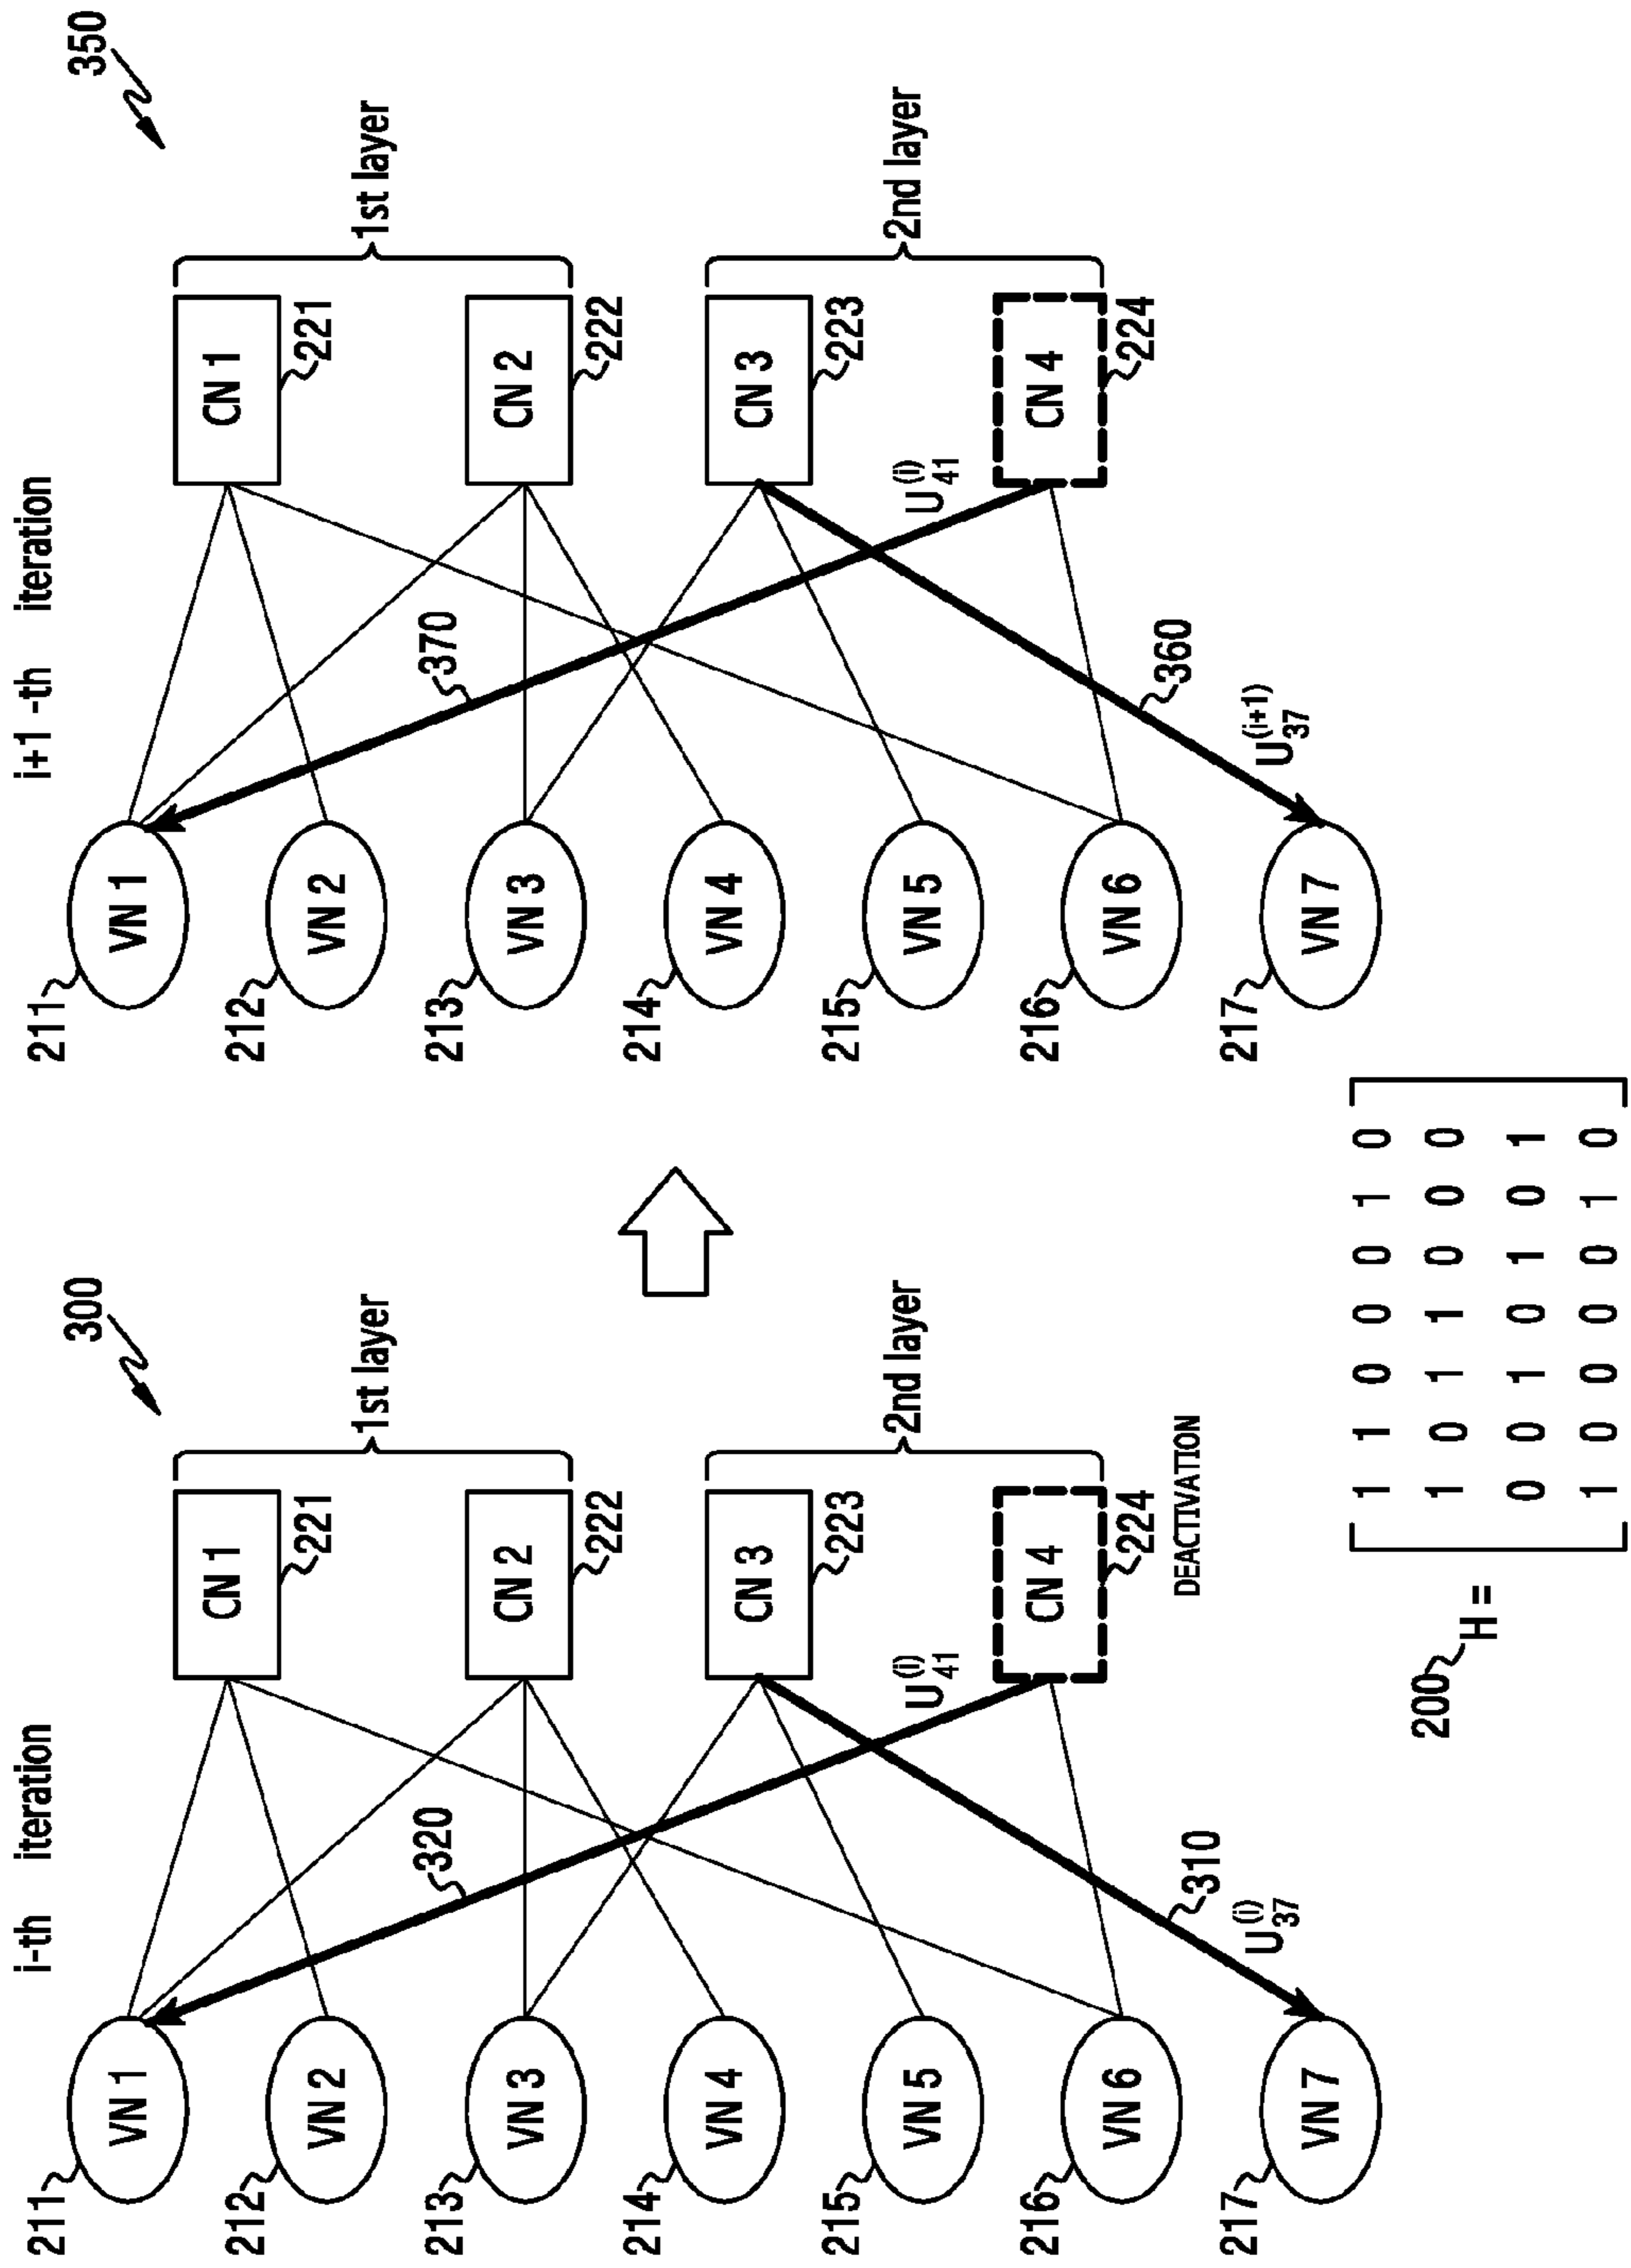 300
350
i-th iteration
i+1 -th iteration
211
VN 1
CN 1
221
1st layer
211
VN 1
CN 1
221
1st layer
320
370
212
VN 2
212
VN 2
213
VN 3
CN 2
222
213
VN 3
CN 2
222
214
VN 4
CN 3
223
2nd layer
214
VN 4
CN 3
223
2nd layer
215
VN 5
U41(i)
215
VN 5
U41(i)
216
VN 6
CN 4
224
216
VN 6
CN 4
224
310
DEACTIVATION
360
217
VN 7
U37(i)
217
VN 7
U37(i+1)
200
H =
1 1 0 0 0 1 0
1 0 1 1 0 0 0
0 0 1 0 1 0 1
1 0 0 0 0 1 0